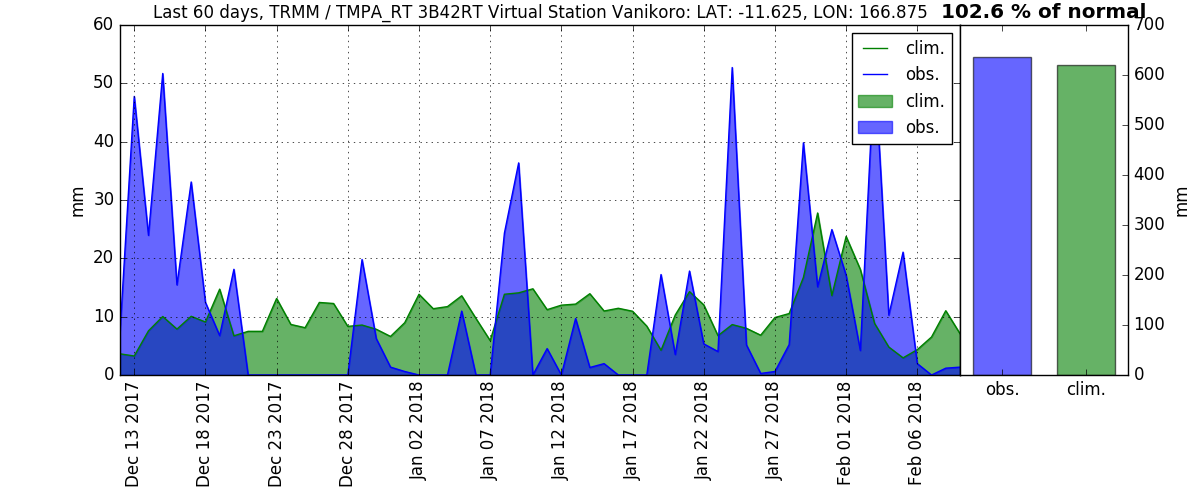 Last 60 days, TRMM / TMPA_RT 3B42RT Virtual Station Vanikoro: LAT: -11.625, LON: 166.875
102.6 % of normal
60
50
40
30
20
10
0
mm
clim.
obs.
clim.
obs.
Dec 13 2017
Dec 18 2017
Dec 23 2017
Dec 28 2017
Jan 02 2018
Jan 07 2018
Jan 12 2018
Jan 17 2018
Jan 22 2018
Jan 27 2018
Feb 01 2018
Feb 06 2018
obs.
clim.
700
600
500
400
300
200
100
0
mm